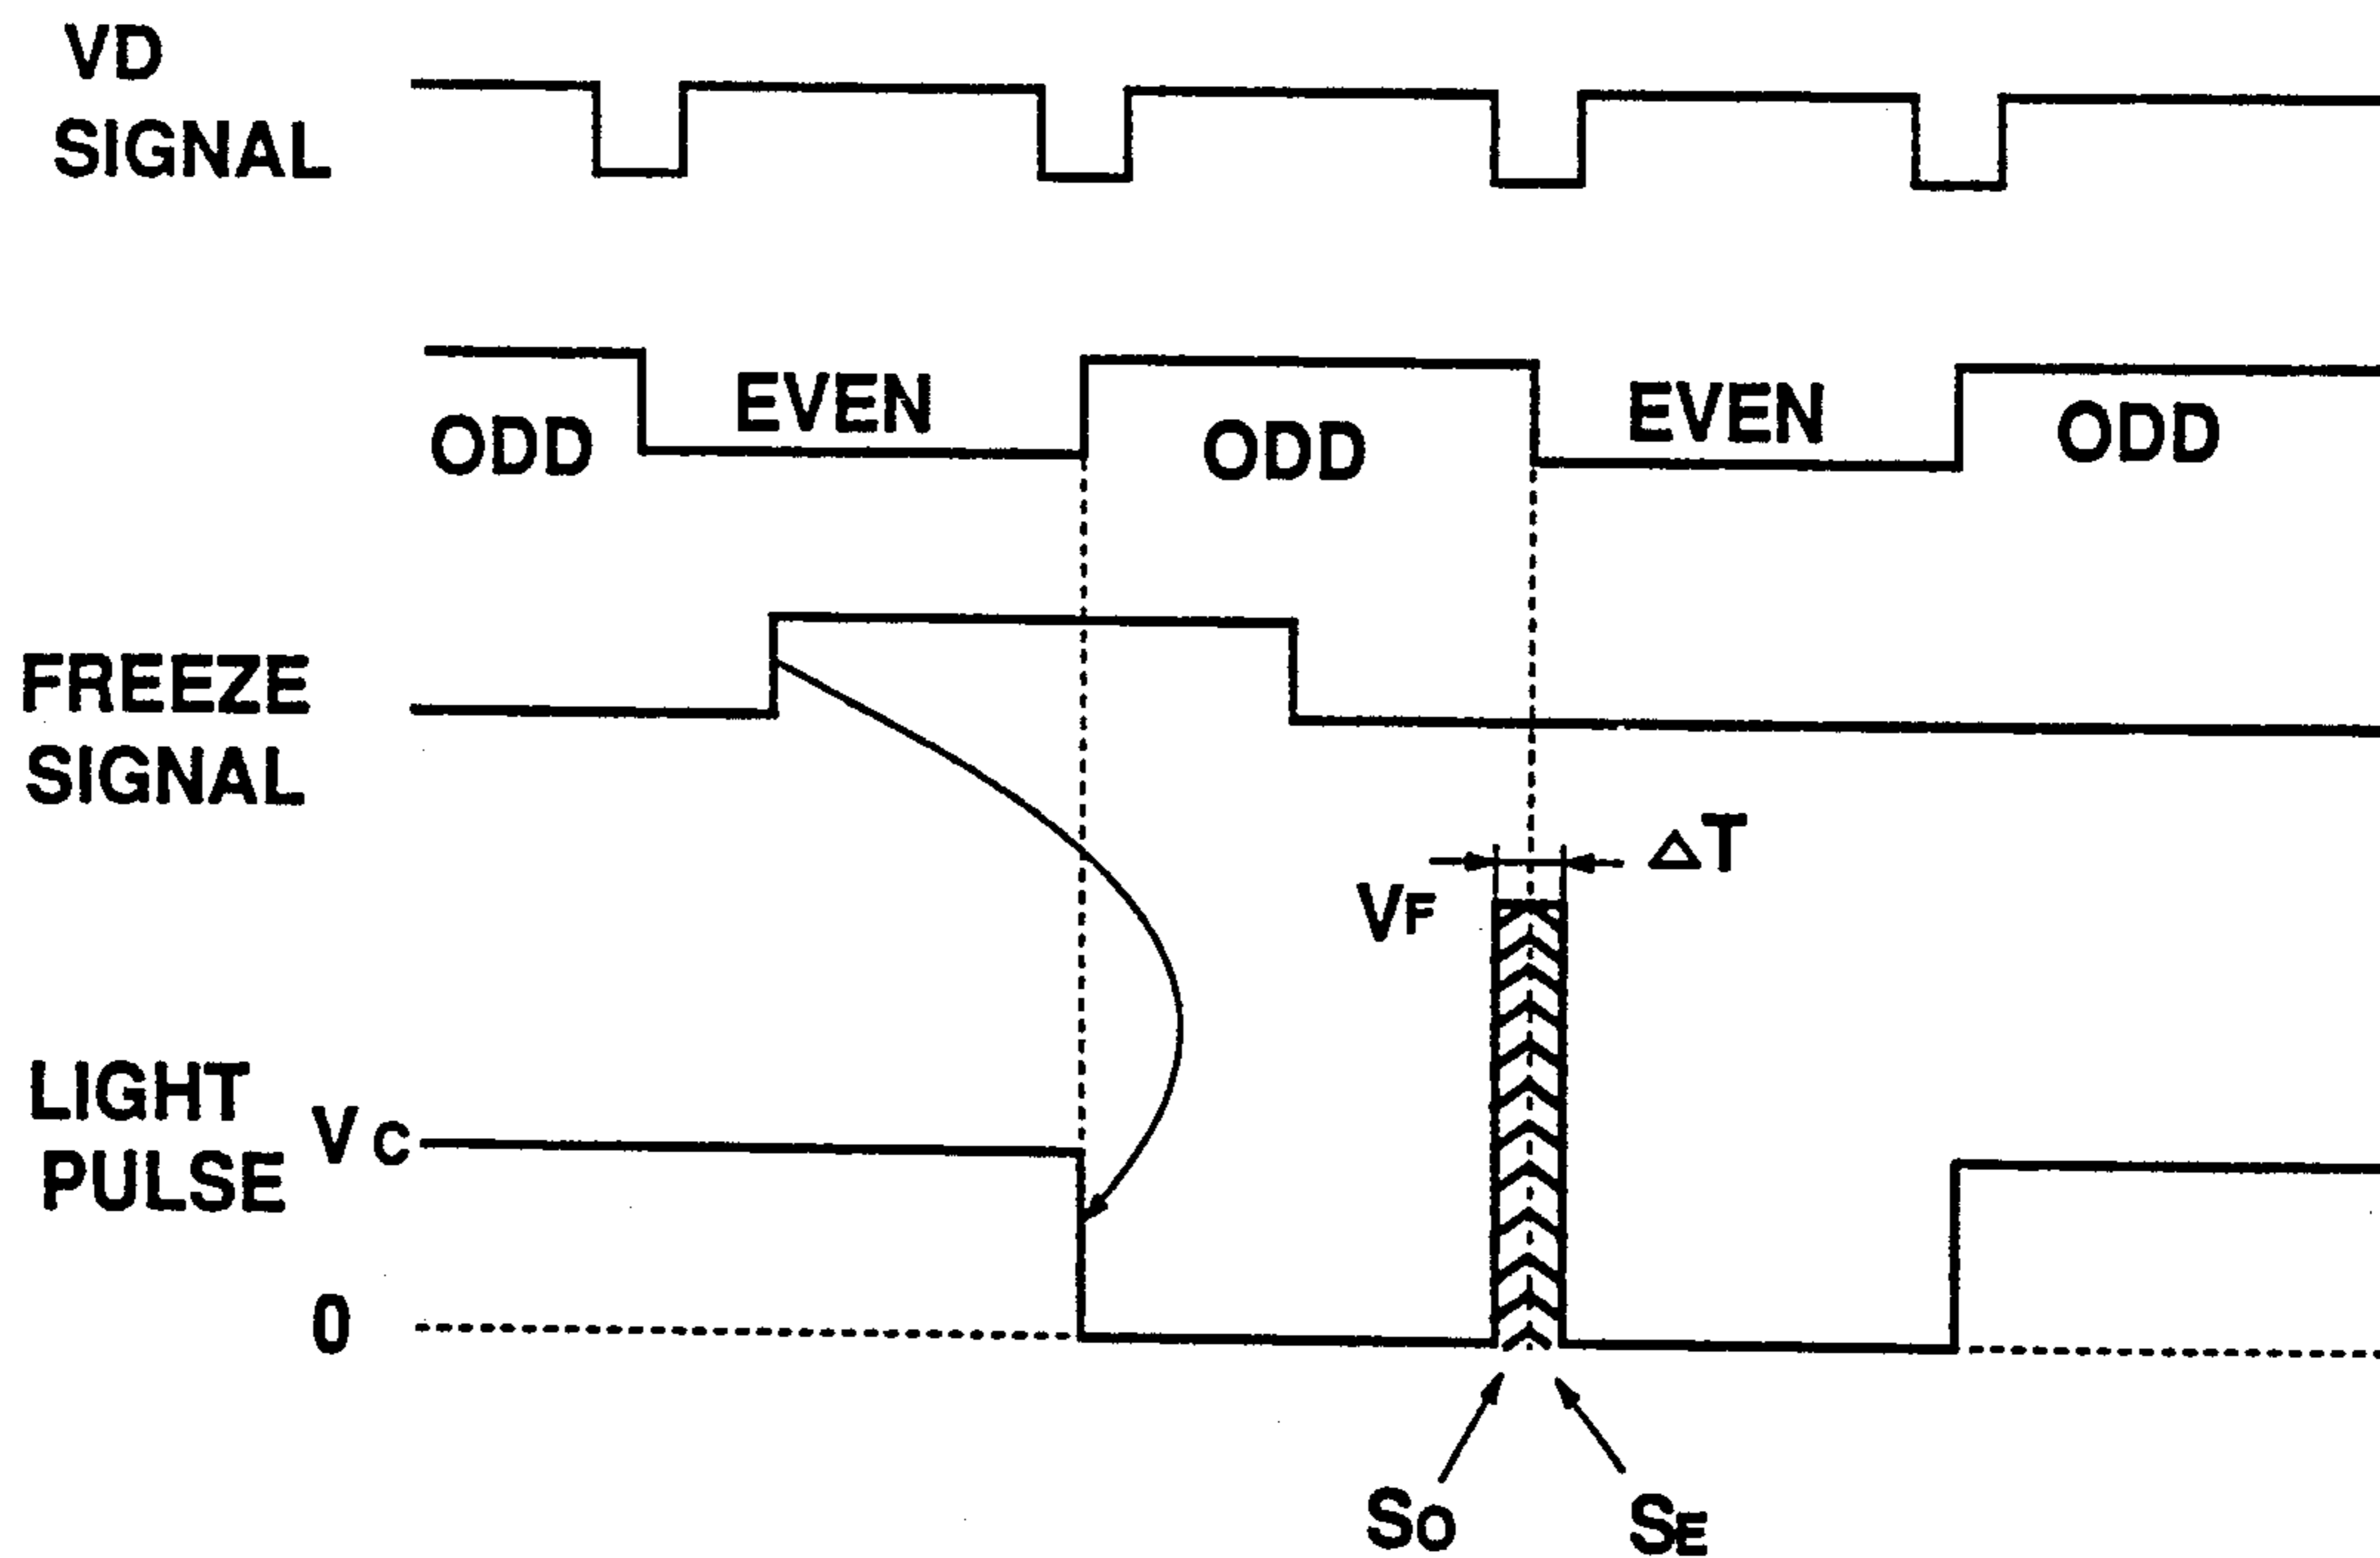 VD
SIGNAL
EVEN
EVEN
ODD
ODD
ODD
FREEZE
SIGNAL
ΔT
VF
LIGHT
PULSE
VC
0
SO
SE